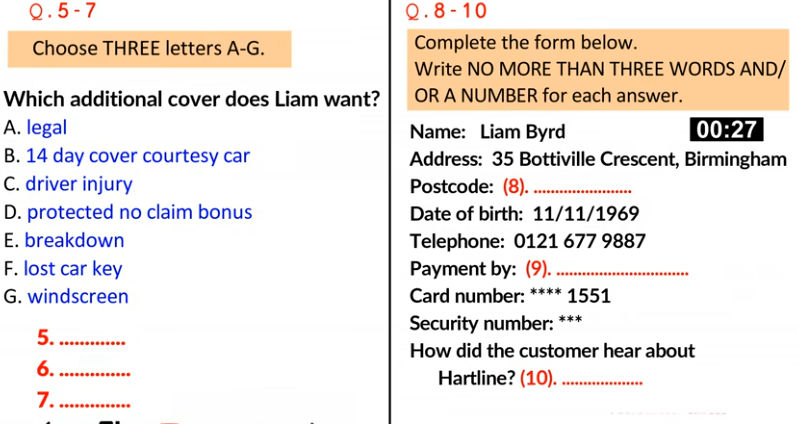 Q.5-7
Choose THREE letters A-G.
Which additional cover does Liam want?
A. legal
B. 14 day cover courtesy car
C. driver injury
D. protected no claim bonus
E. breakdown
F. lost car key
G. windscreen
5. .............
6. ..............
7. ..............
Q.8-10
Complete the form below.
Write NO MORE THAN THREE WORDS AND/
OR A NUMBER for each answer.
00:27
Name: Liam Byrd
Address: 35 Bottiville Crescent, Birmingham
Postcode: (8). ......................
Date of birth: 11/11/1969
Telephone: 0121 677 9887
Payment by: (9). ..............................
Card number: **** 1551
Security number: ***
How did the customer hear about
Hartline? (10). ..................